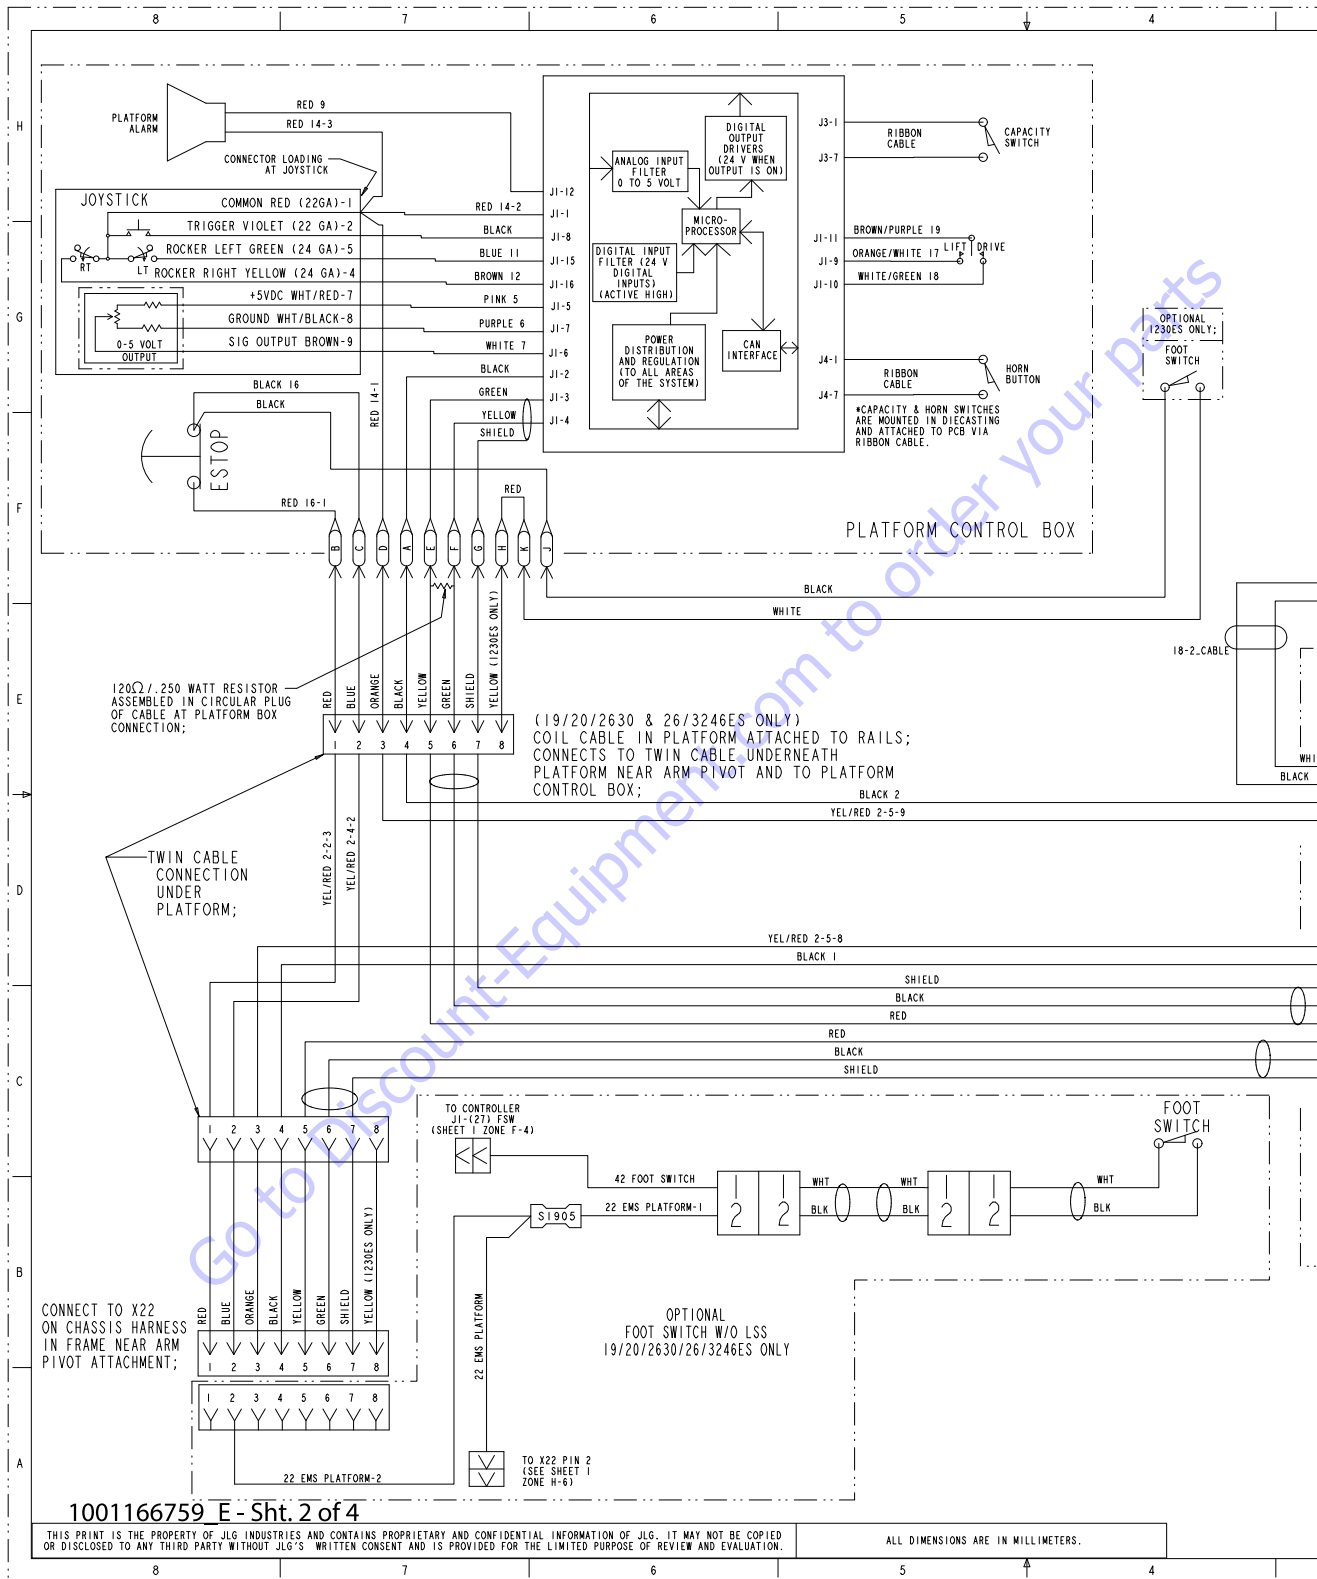 8 7 6 5 4
H
G
F
E
D
C
B
A
PLATFORM
ALARM
RED 9
RED 14-3
CONNECTOR LOADING
AT JOYSTICK
JOYSTICK
COMMON RED (22GA)-1
TRIGGER VIOLET (22 GA)-2
ROCKER LEFT GREEN (24 GA)-5
RT
LT
ROCKER RIGHT YELLOW (24 GA)-4
+5VDC WHT/RED-7
GROUND WHT/BLACK-8
SIG OUTPUT BROWN-9
0-5 VOLT
OUTPUT
RED 14-2
BLACK
BLUE 11
BROWN 12
PINK 5
PURPLE 6
WHITE 7
BLACK
GREEN
YELLOW
SHIELD
J1-12
J1-1
J1-8
J1-15
J1-16
J1-5
J1-7
J1-6
J1-2
J1-3
J1-4
DIGITAL
OUTPUT
DRIVERS
(24 V WHEN
OUTPUT IS ON)
ANALOG INPUT
FILTER
0 TO 5 VOLT
MICRO-
PROCESSOR
DIGITAL INPUT
FILTER (24 V
DIGITAL
INPUTS)
(ACTIVE HIGH)
POWER
DISTRIBUTION
AND REGULATION
(TO ALL AREAS
OF THE SYSTEM)
CAN
INTERFACE
J3-1
J3-7
RIBBON
CABLE
CAPACITY
SWITCH
J1-11
J1-9
J1-10
BROWN/PURPLE 19
ORANGE/WHITE 17
WHITE/GREEN 18
LIFT
DRIVE
J4-1
J4-7
RIBBON
CABLE
HORN
BUTTON
*CAPACITY & HORN SWITCHES
ARE MOUNTED IN DIECASTING
AND ATTACHED TO PCB VIA
RIBBON CABLE.
OPTIONAL
1230ES ONLY;
FOOT
SWITCH
BLACK 16
BLACK
RED 14-1
ESTOP
RED 16-1
RED
B C D A E F G H K J
PLATFORM CONTROL BOX
BLACK
WHITE
18-2_CABLE
WHI
BLACK
120Ω/.250 WATT RESISTOR
ASSEMBLED IN CIRCULAR PLUG
OF CABLE AT PLATFORM BOX
CONNECTION;
RED
BLUE
ORANGE
BLACK
YELLOW
GREEN
SHIELD
YELLOW (1230ES ONLY)
1 2 3 4 5 6 7 8
(19/20/2630 & 26/3246ES ONLY)
COIL CABLE IN PLATFORM ATTACHED TO RAILS;
CONNECTS TO TWIN CABLE UNDERNEATH
PLATFORM NEAR ARM PIVOT AND TO PLATFORM
CONTROL BOX;
BLACK 2
YEL/RED 2-5-9
YEL/RED 2-2-3
YEL/RED 2-4-2
TWIN CABLE
CONNECTION
UNDER
PLATFORM;
YEL/RED 2-5-8
BLACK 1
SHIELD
BLACK
RED
RED
BLACK
SHIELD
1 2 3 4 5 6 7 8
TO CONTROLLER
J1-(27) FSW
(SHEET 1 ZONE F-4)
FOOT
SWITCH
42 FOOT SWITCH
22 EMS PLATFORM-1
S1905
1 1
2 2
WHT
BLK
WHT
BLK
1 1
2 2
WHT
BLK
22 EMS PLATFORM
OPTIONAL
FOOT SWITCH W/O LSS
19/20/2630/26/3246ES ONLY
RED
BLUE
ORANGE
BLACK
YELLOW
GREEN
SHIELD
YELLOW (1230ES ONLY)
CONNECT TO X22
ON CHASSIS HARNESS
IN FRAME NEAR ARM
PIVOT ATTACHMENT;
1 2 3 4 5 6 7 8
1 2 3 4 5 6 7 8
22 EMS PLATFORM-2
TO X22 PIN 2
(SEE SHEET 1
ZONE H-6)
Go to Discount-Equipment.com to order your parts
1001166759_E - Sht. 2 of 4
THIS PRINT IS THE PROPERTY OF JLG INDUSTRIES AND CONTAINS PROPRIETARY AND CONFIDENTIAL INFORMATION OF JLG. IT MAY NOT BE COPIED
OR DISCLOSED TO ANY THIRD PARTY WITHOUT JLG'S WRITTEN CONSENT AND IS PROVIDED FOR THE LIMITED PURPOSE OF REVIEW AND EVALUATION.
ALL DIMENSIONS ARE IN MILLIMETERS.
8 7 6 5 4